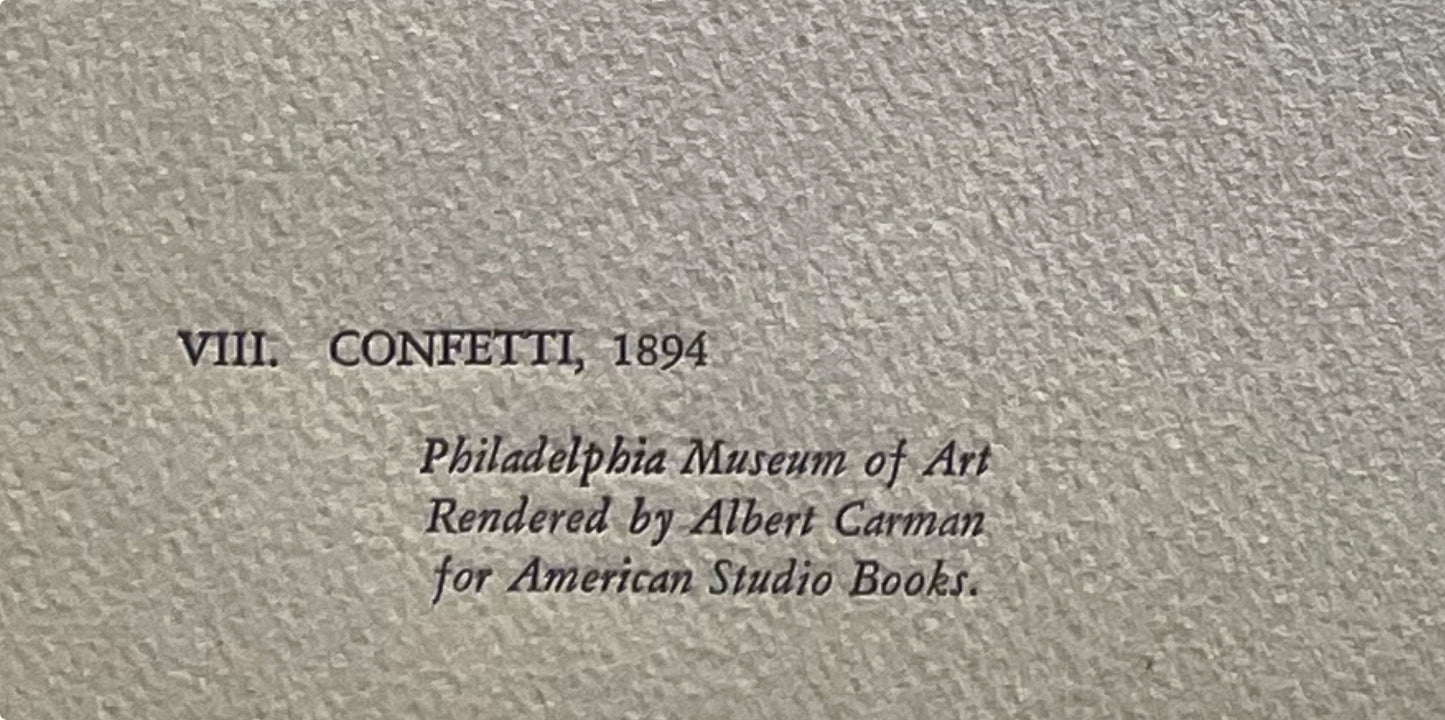 VIII. CONFETTI, 1894
Philadelphia Museum of Art
Rendered by Albert Carman
for American Studio Books.